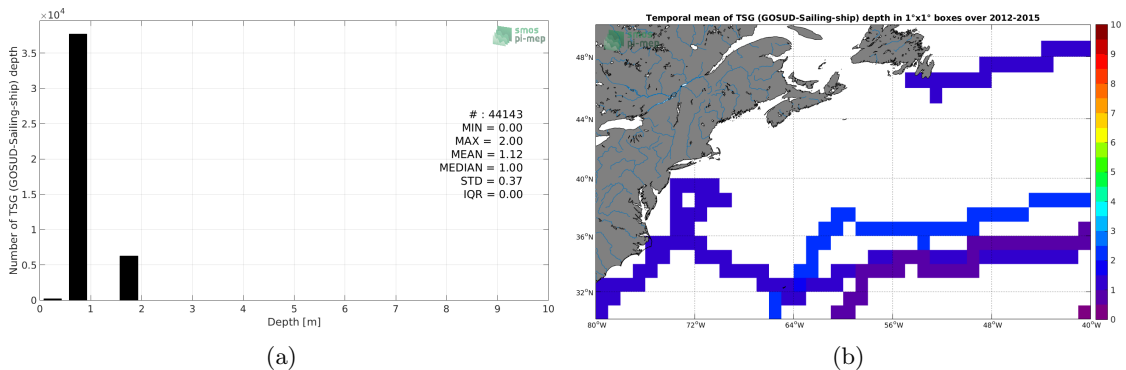 ×10⁴
3.5
3
2.5
2
1.5
1
0.5
0
Number of TSG (GOSUD-Sailing-ship) depth
smos
pi-mep
# : 44143
MIN = 0.00
MAX = 2.00
MEAN = 1.12
MEDIAN = 1.00
STD = 0.37
IQR = 0.00
0 1 2 3 4 5 6 7 8 9 10
Depth [m]
(a)
Temporal mean of TSG (GOSUD-Sailing-ship) depth in 1°x1° boxes over 2012-2015
smos
pi-mep
48°N
44°N
40°N
36°N
32°N
80°W 72°W 64°W 56°W 48°W 40°W
10
9
8
7
6
5
4
3
2
1
0
(b)